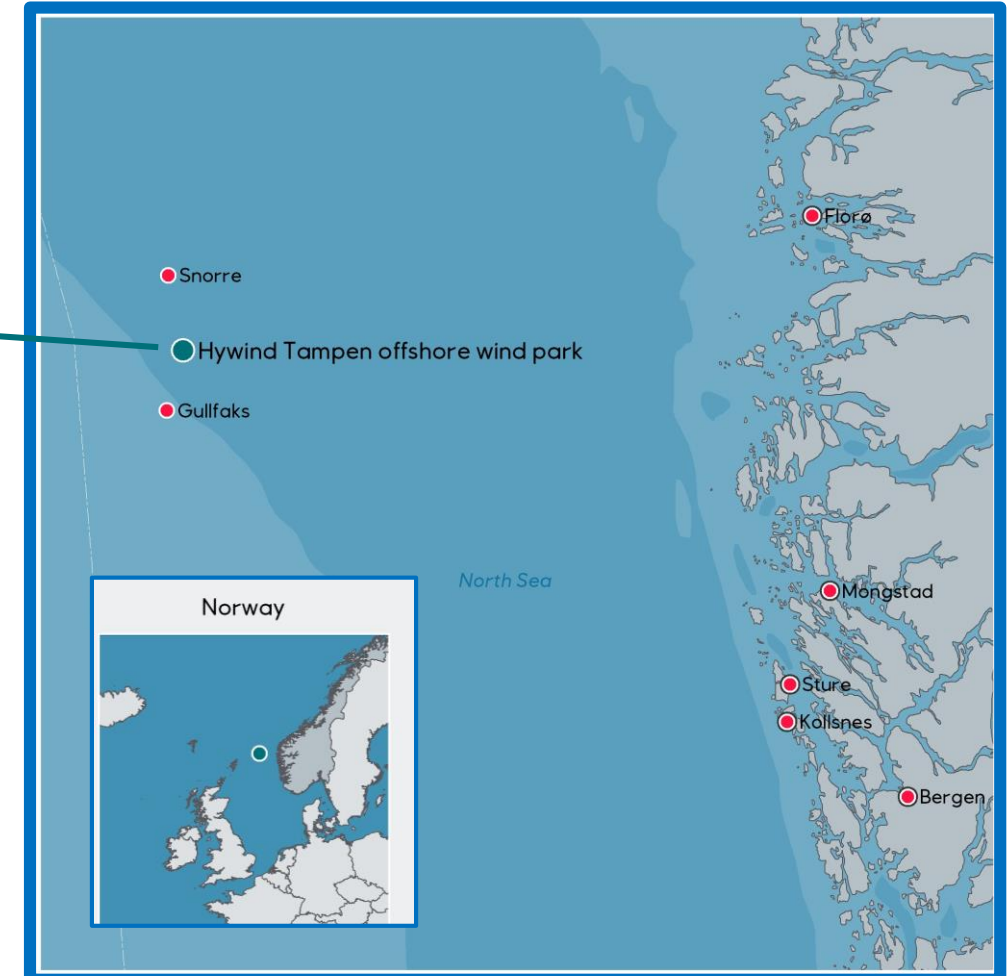 Florø
Snorre
Hywind Tampen offshore wind park
Gullfaks
North Sea
Mongstad
Norway
Sture
Kollsnes
Bergen